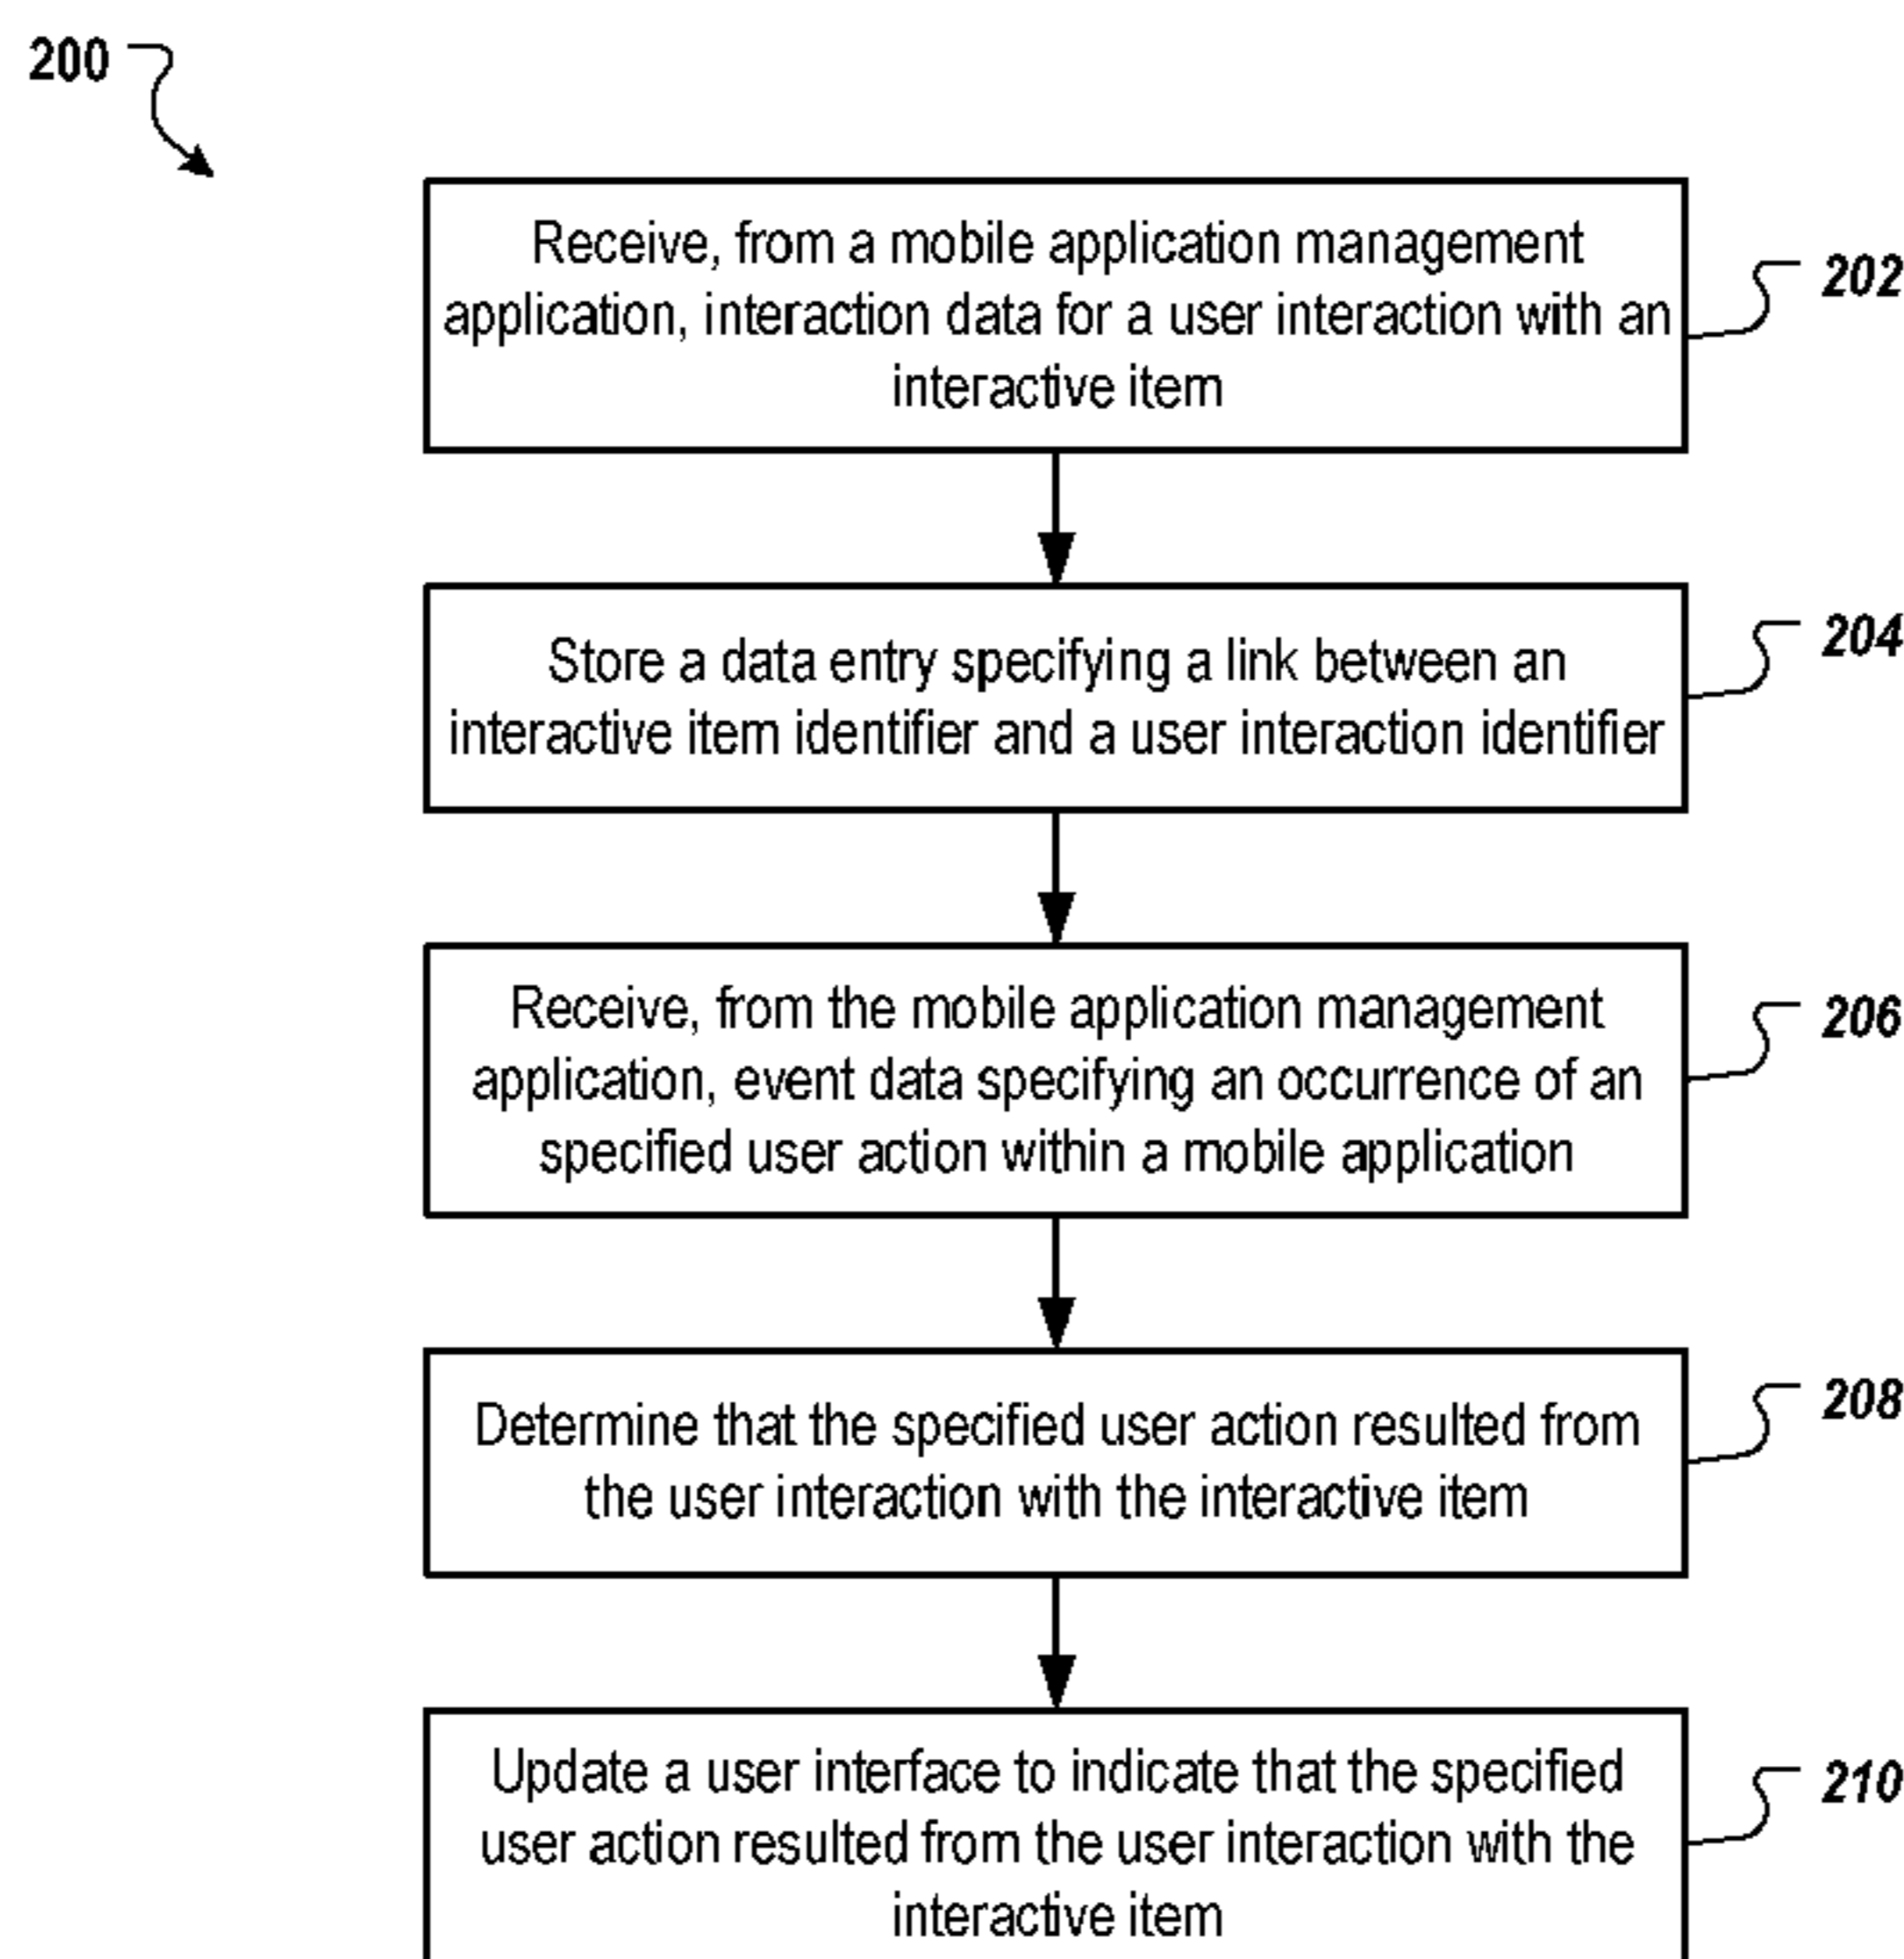 200
Receive, from a mobile application management
application, interaction data for a user interaction with an
interactive item
202
Store a data entry specifying a link between an
interactive item identifier and a user interaction identifier
204
Receive, from the mobile application management
application, event data specifying an occurrence of an
specified user action within a mobile application
206
Determine that the specified user action resulted from
the user interaction with the interactive item
208
Update a user interface to indicate that the specified
user action resulted from the user interaction with the
interactive item
210